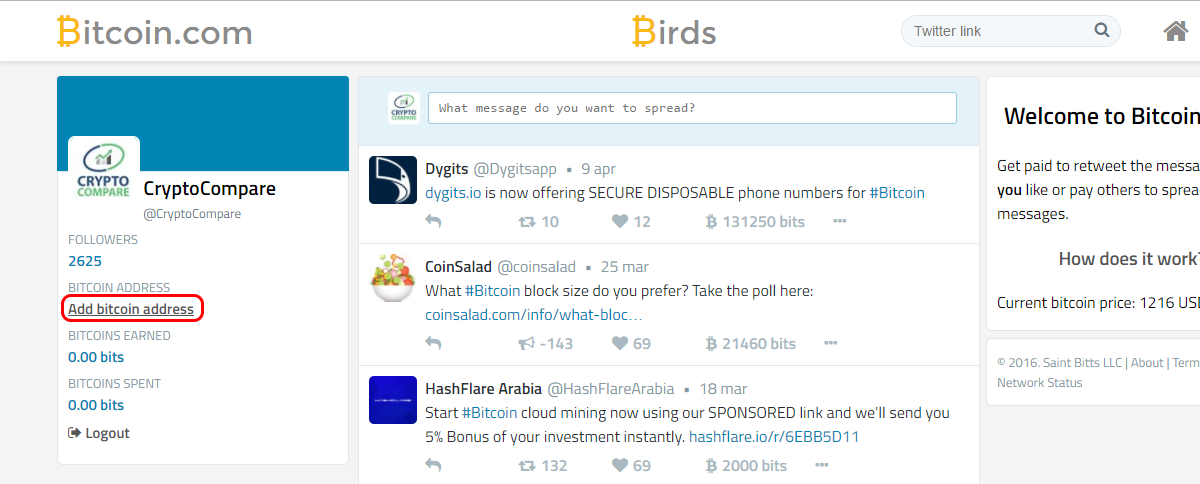 Bitcoin.com
Birds
Twitter link
CRYPTO
COMPARE
CryptoCompare
@CryptoCompare
FOLLOWERS
2625
BITCOIN ADDRESS
Add bitcoin address
BITCOINS EARNED
0.00 bits
BITCOINS SPENT
0.00 bits
Logout
CRYPTO
COMPARE
What message do you want to spread?
Dygits @Dygitsapp ▪ 9 apr
dygits.io is now offering SECURE DISPOSABLE phone numbers for #Bitcoin
10 12 131250 bits ···
CoinSalad @coinsalad ▪ 25 mar
What #Bitcoin block size do you prefer? Take the poll here:
coinsalad.com/info/what-bloc…
-143 69 21460 bits ···
HashFlare Arabia @HashFlareArabia ▪ 18 mar
Start #Bitcoin cloud mining now using our SPONSORED link and we'll send you
5% Bonus of your investment instantly. hashflare.io/r/6EBB5D11
132 69 2000 bits ···
Welcome to Bitcoin
Get paid to retweet the messa
you like or pay others to sprea
messages.
How does it work?
Current bitcoin price: 1216 USD
© 2016. Saint Bitts LLC | About | Term
Network Status